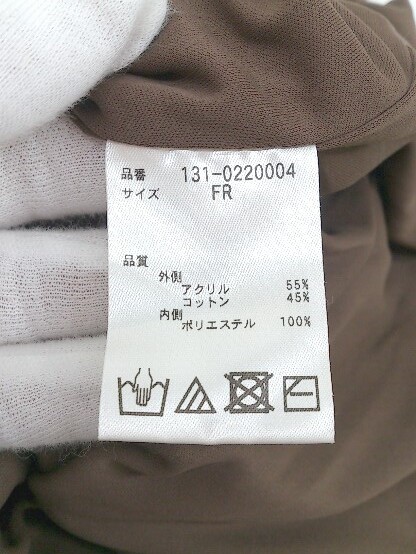 品番 131-0220004
サイズ FR
品質
外側
アクリル 55%
コットン 45%
内側
ポリエステル 100%